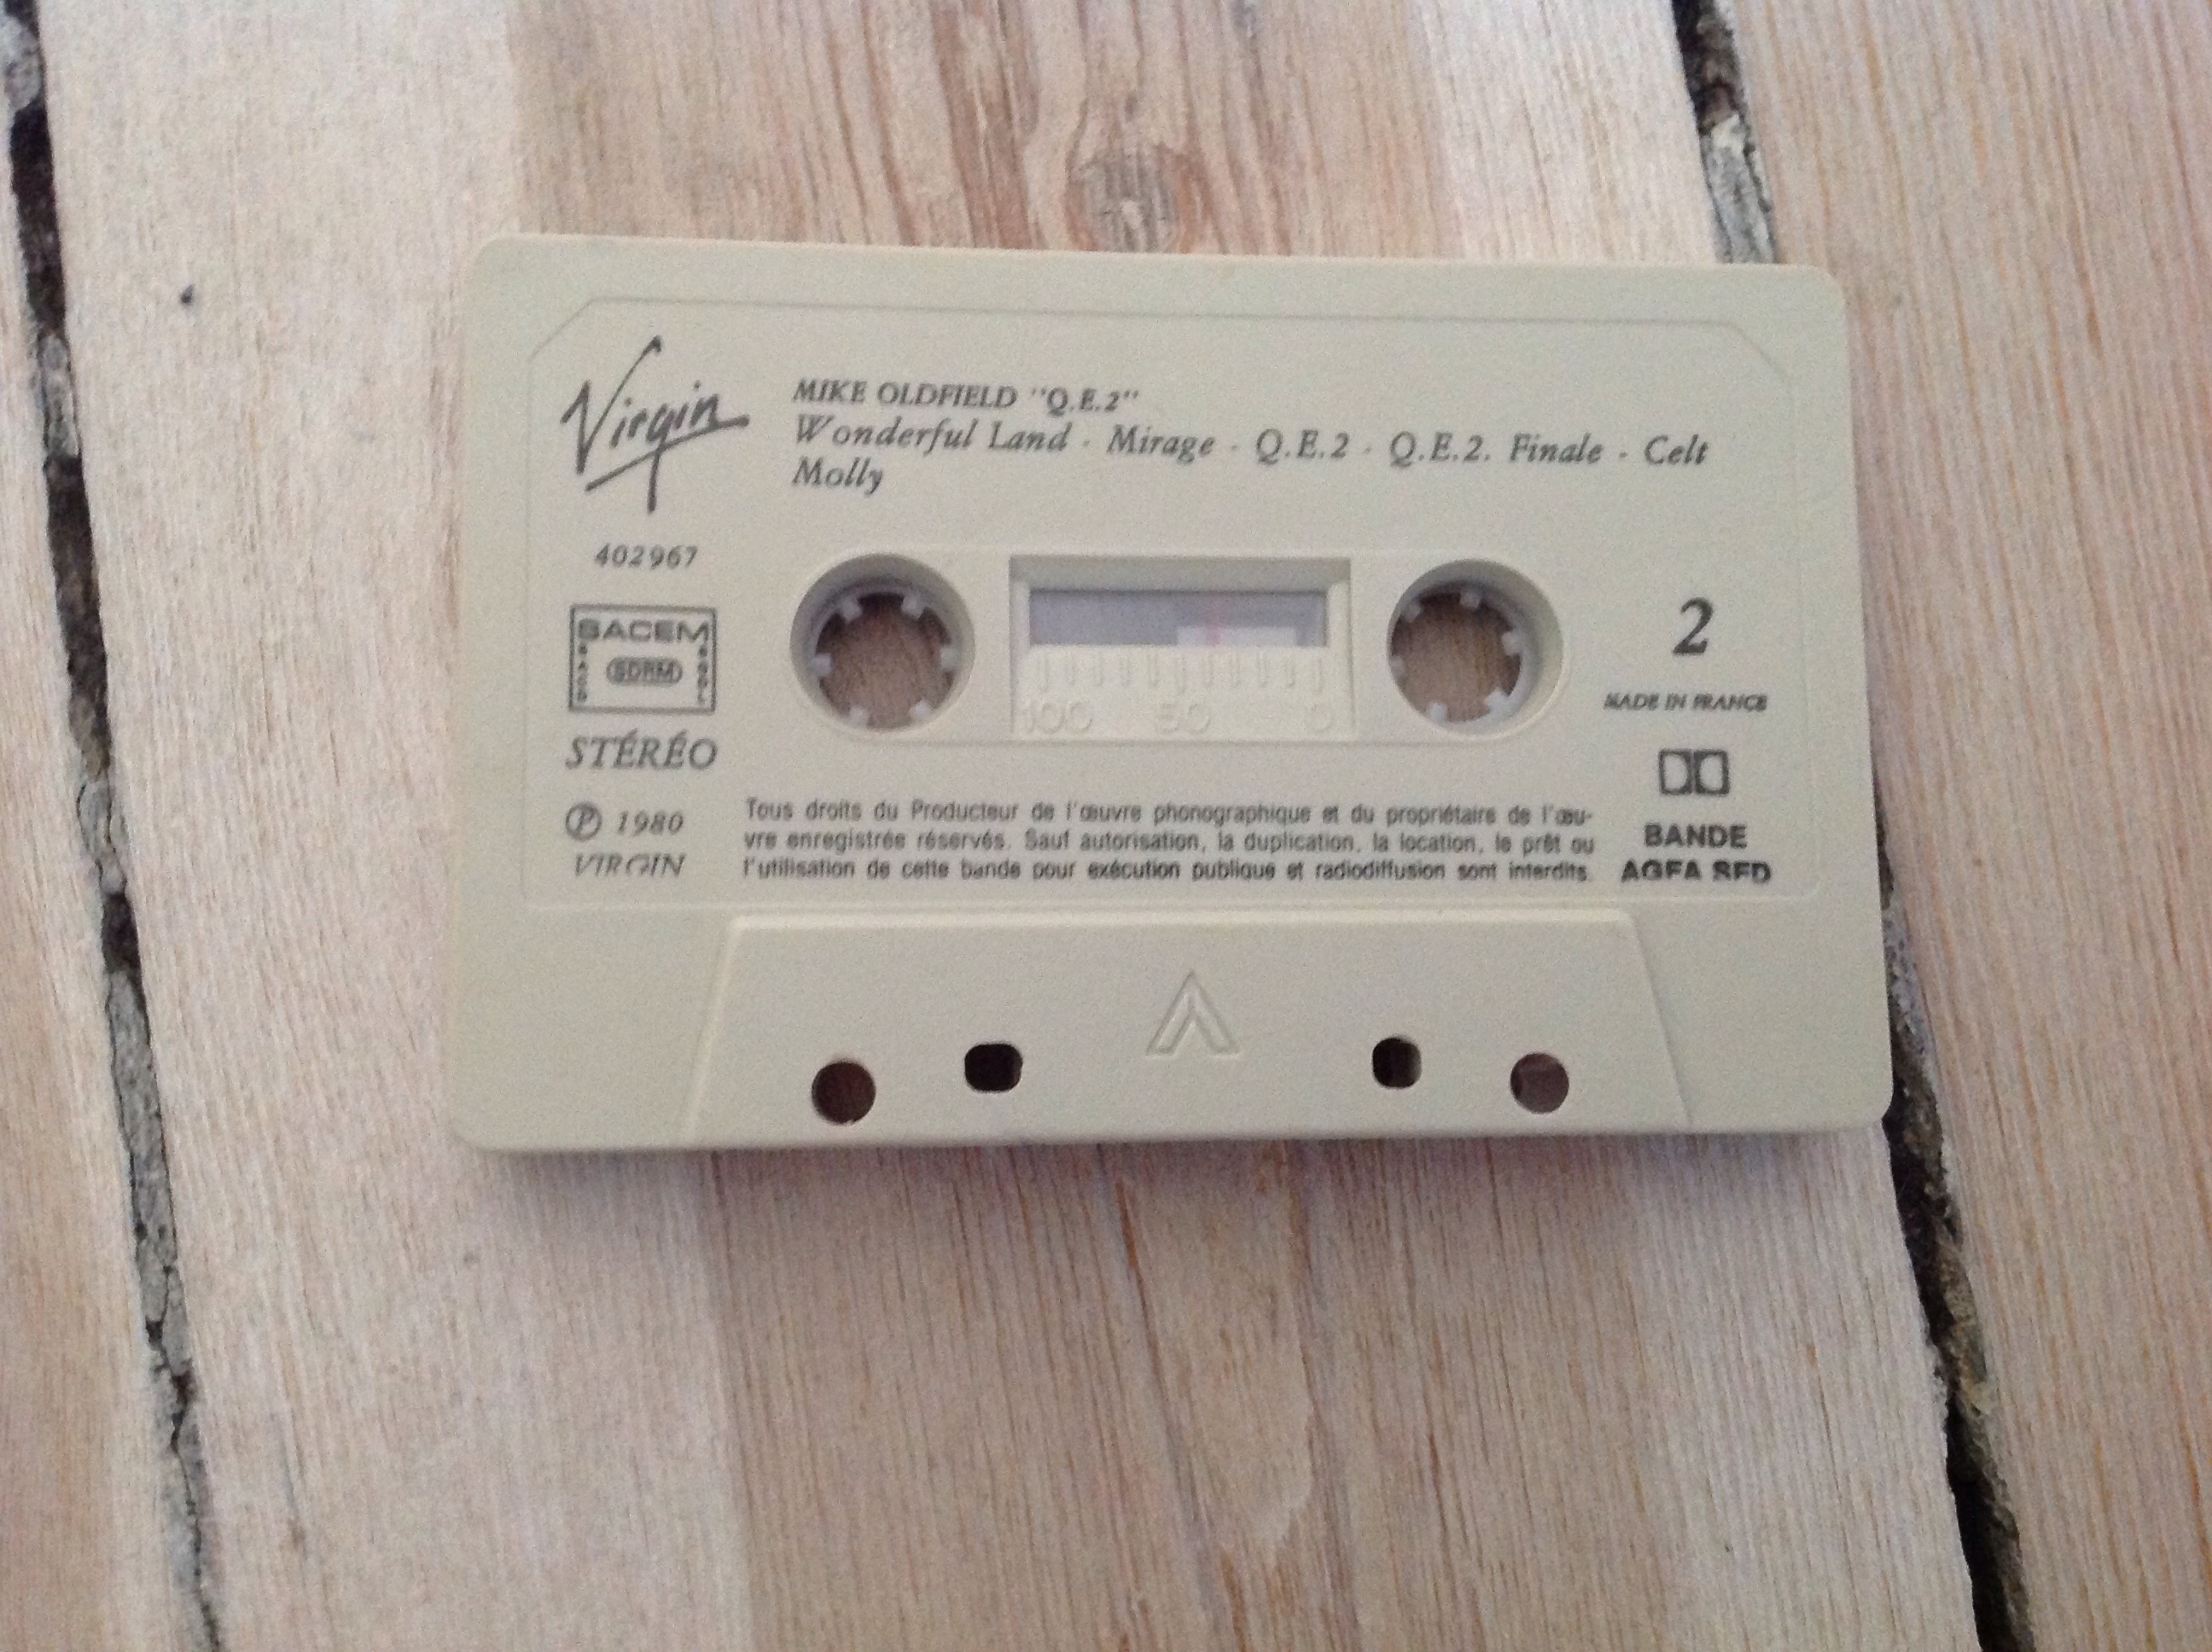 Virgin
MIKE OLDFIELD "Q.E.2"
Wonderful Land - Mirage - Q.E.2 - Q.E.2. Finale - Celt
Molly
402967
SACEM
SACD
SDRM
SGDL
STÉRÉO
Ⓟ 1980
VIRGIN
100 50 0
2
MADE IN FRANCE
BANDE
AGFA SFD
Tous droits du Producteur de l'œuvre phonographique et du propriétaire de l'œu-
vre enregistrée réservés. Sauf autorisation, la duplication, la location, le prêt ou
l'utilisation de cette bande pour exécution publique et radiodiffusion sont interdits.